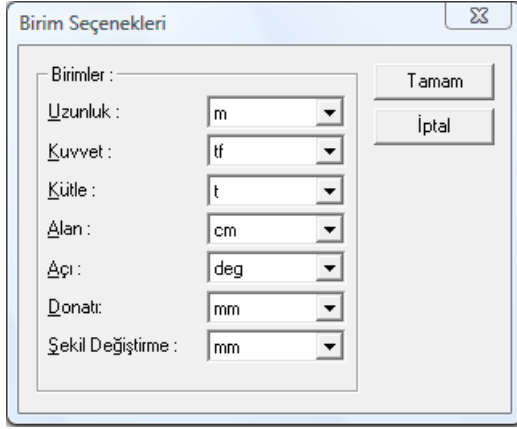 Birim Seçenekleri
Birimler :
Uzunluk : m
Kuvvet : tf
Kütle : t
Alan : cm
Açı : deg
Donatı: mm
Şekil Değiştirme : mm
Tamam
İptal